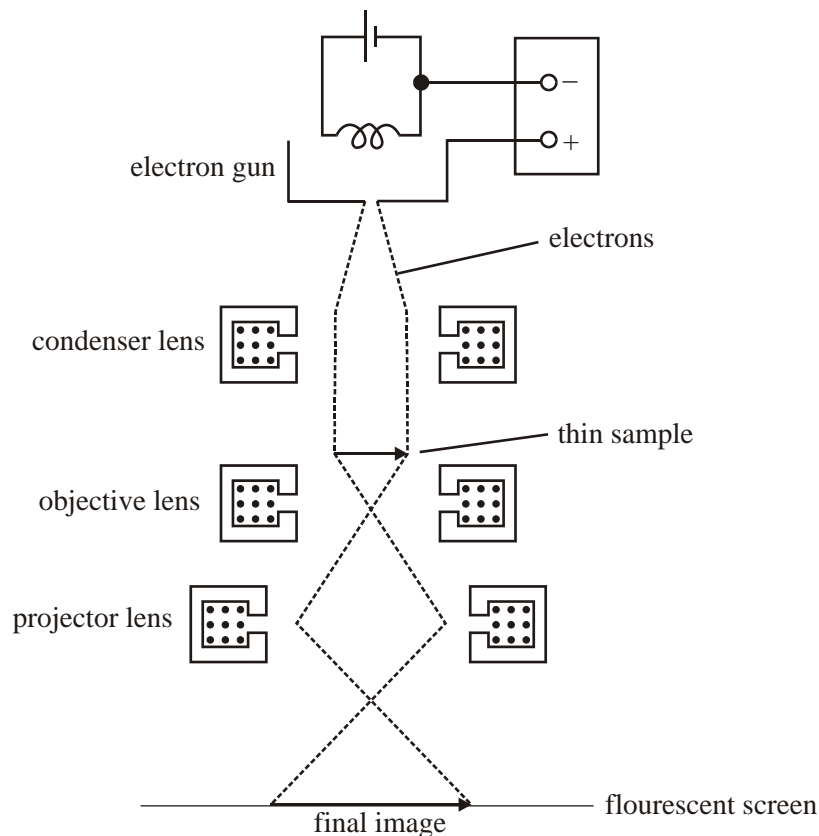 −
+
electron gun
electrons
condenser lens
thin sample
objective lens
projector lens
flourescent screen
final image